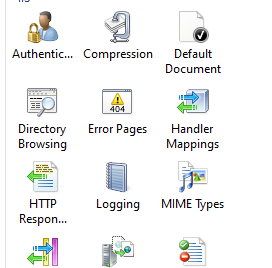 Authentic... Compression Default
Document
404
Directory Error Pages Handler
Browsing Mappings
HTTP Logging MIME Types
Respon...